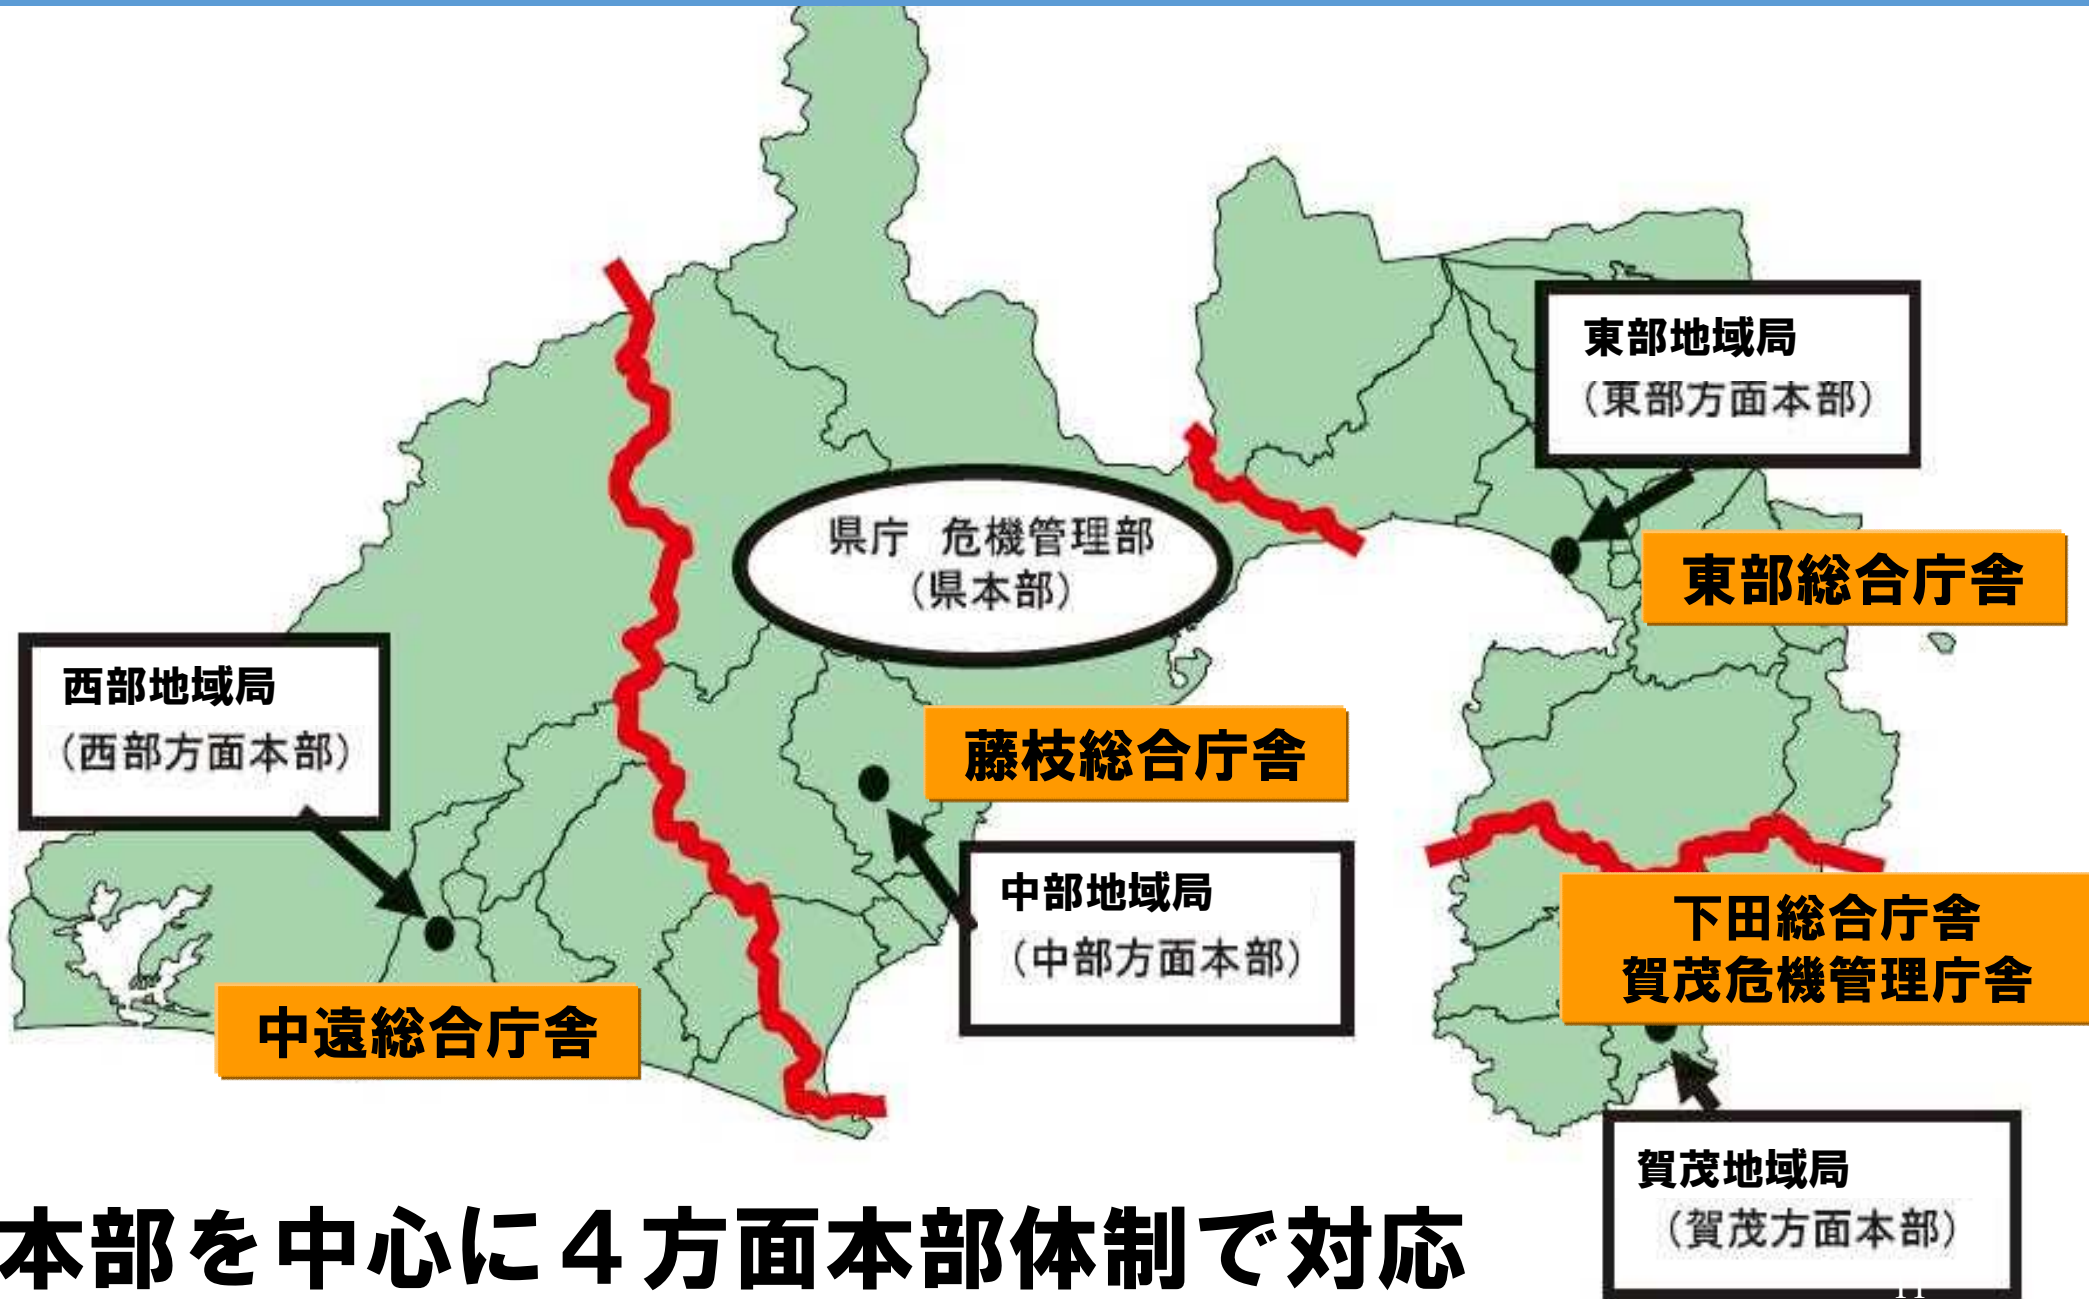 東部地域局
（東部方面本部）
県庁　危機管理部
（県本部）
東部総合庁舎
西部地域局
（西部方面本部）
藤枝総合庁舎
中部地域局
（中部方面本部）
下田総合庁舎
賀茂危機管理庁舎
中遠総合庁舎
賀茂地域局
（賀茂方面本部）
本部を中心に４方面本部体制で対応